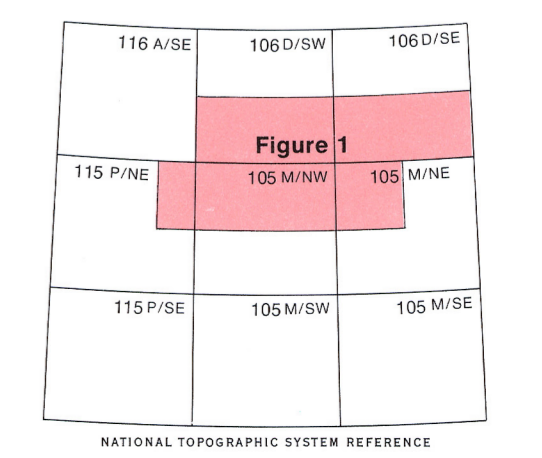 116 A/SE 106 D/SW 106 D/SE
Figure 1
115 P/NE 105 M/NW 105 M/NE
115 P/SE 105 M/SW 105 M/SE
NATIONAL TOPOGRAPHIC SYSTEM REFERENCE